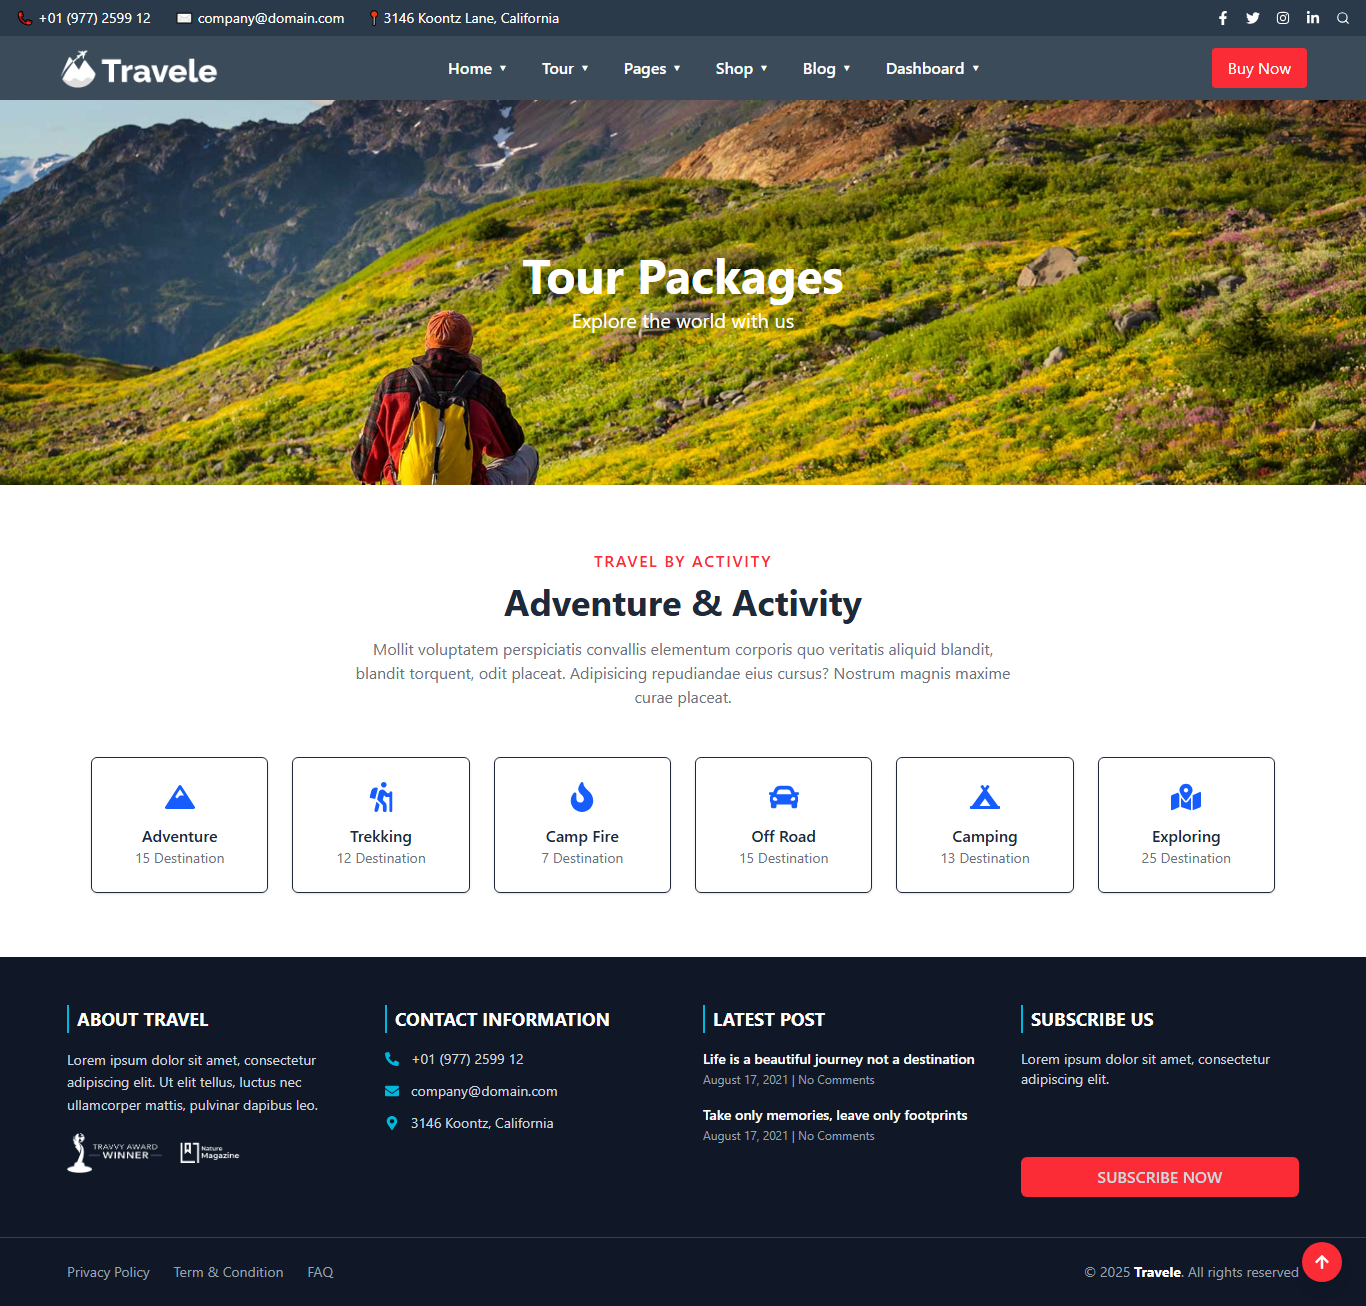 +01 (977) 2599 12
company@domain.com
3146 Koontz Lane, California
Travele
Home
Tour
Pages
Shop
Blog
Dashboard
Buy Now
Tour Packages
Explore the world with us
TRAVEL BY ACTIVITY
Adventure & Activity
Mollit voluptatem perspiciatis convallis elementum corporis quo veritatis aliquid blandit,
blandit torquent, odit placeat. Adipisicing repudiandae eius cursus? Nostrum magnis maxime
curae placeat.
Adventure
15 Destination
Trekking
12 Destination
Camp Fire
7 Destination
Off Road
15 Destination
Camping
13 Destination
Exploring
25 Destination
ABOUT TRAVEL
Lorem ipsum dolor sit amet, consectetur
adipiscing elit. Ut elit tellus, luctus nec
ullamcorper mattis, pulvinar dapibus leo.
TRAVVY AWARD
WINNER
Nature
Magazine
CONTACT INFORMATION
+01 (977) 2599 12
company@domain.com
3146 Koontz, California
LATEST POST
Life is a beautiful journey not a destination
August 17, 2021 | No Comments
Take only memories, leave only footprints
August 17, 2021 | No Comments
SUBSCRIBE US
Lorem ipsum dolor sit amet, consectetur
adipiscing elit.
SUBSCRIBE NOW
Privacy Policy
Term & Condition
FAQ
© 2025 Travele. All rights reserved